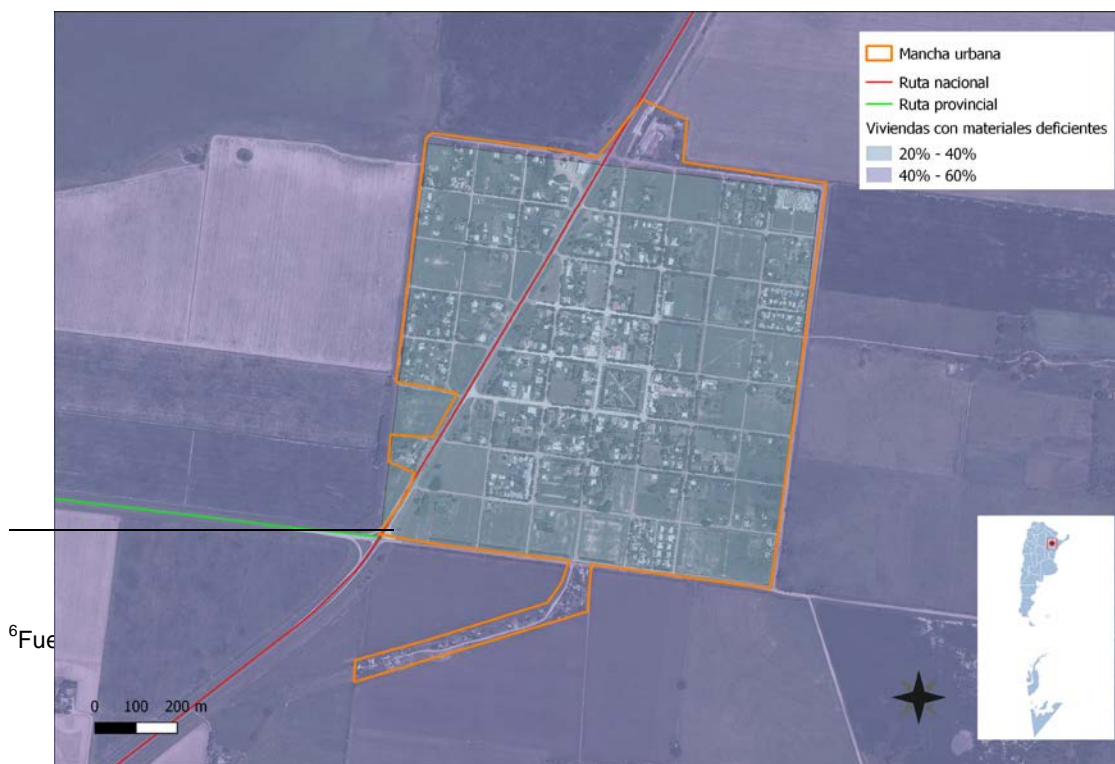 Mancha urbana
Ruta nacional
Ruta provincial
Viviendas con materiales deficientes
20% - 40%
40% - 60%
⁶Fue
0 100 200 m